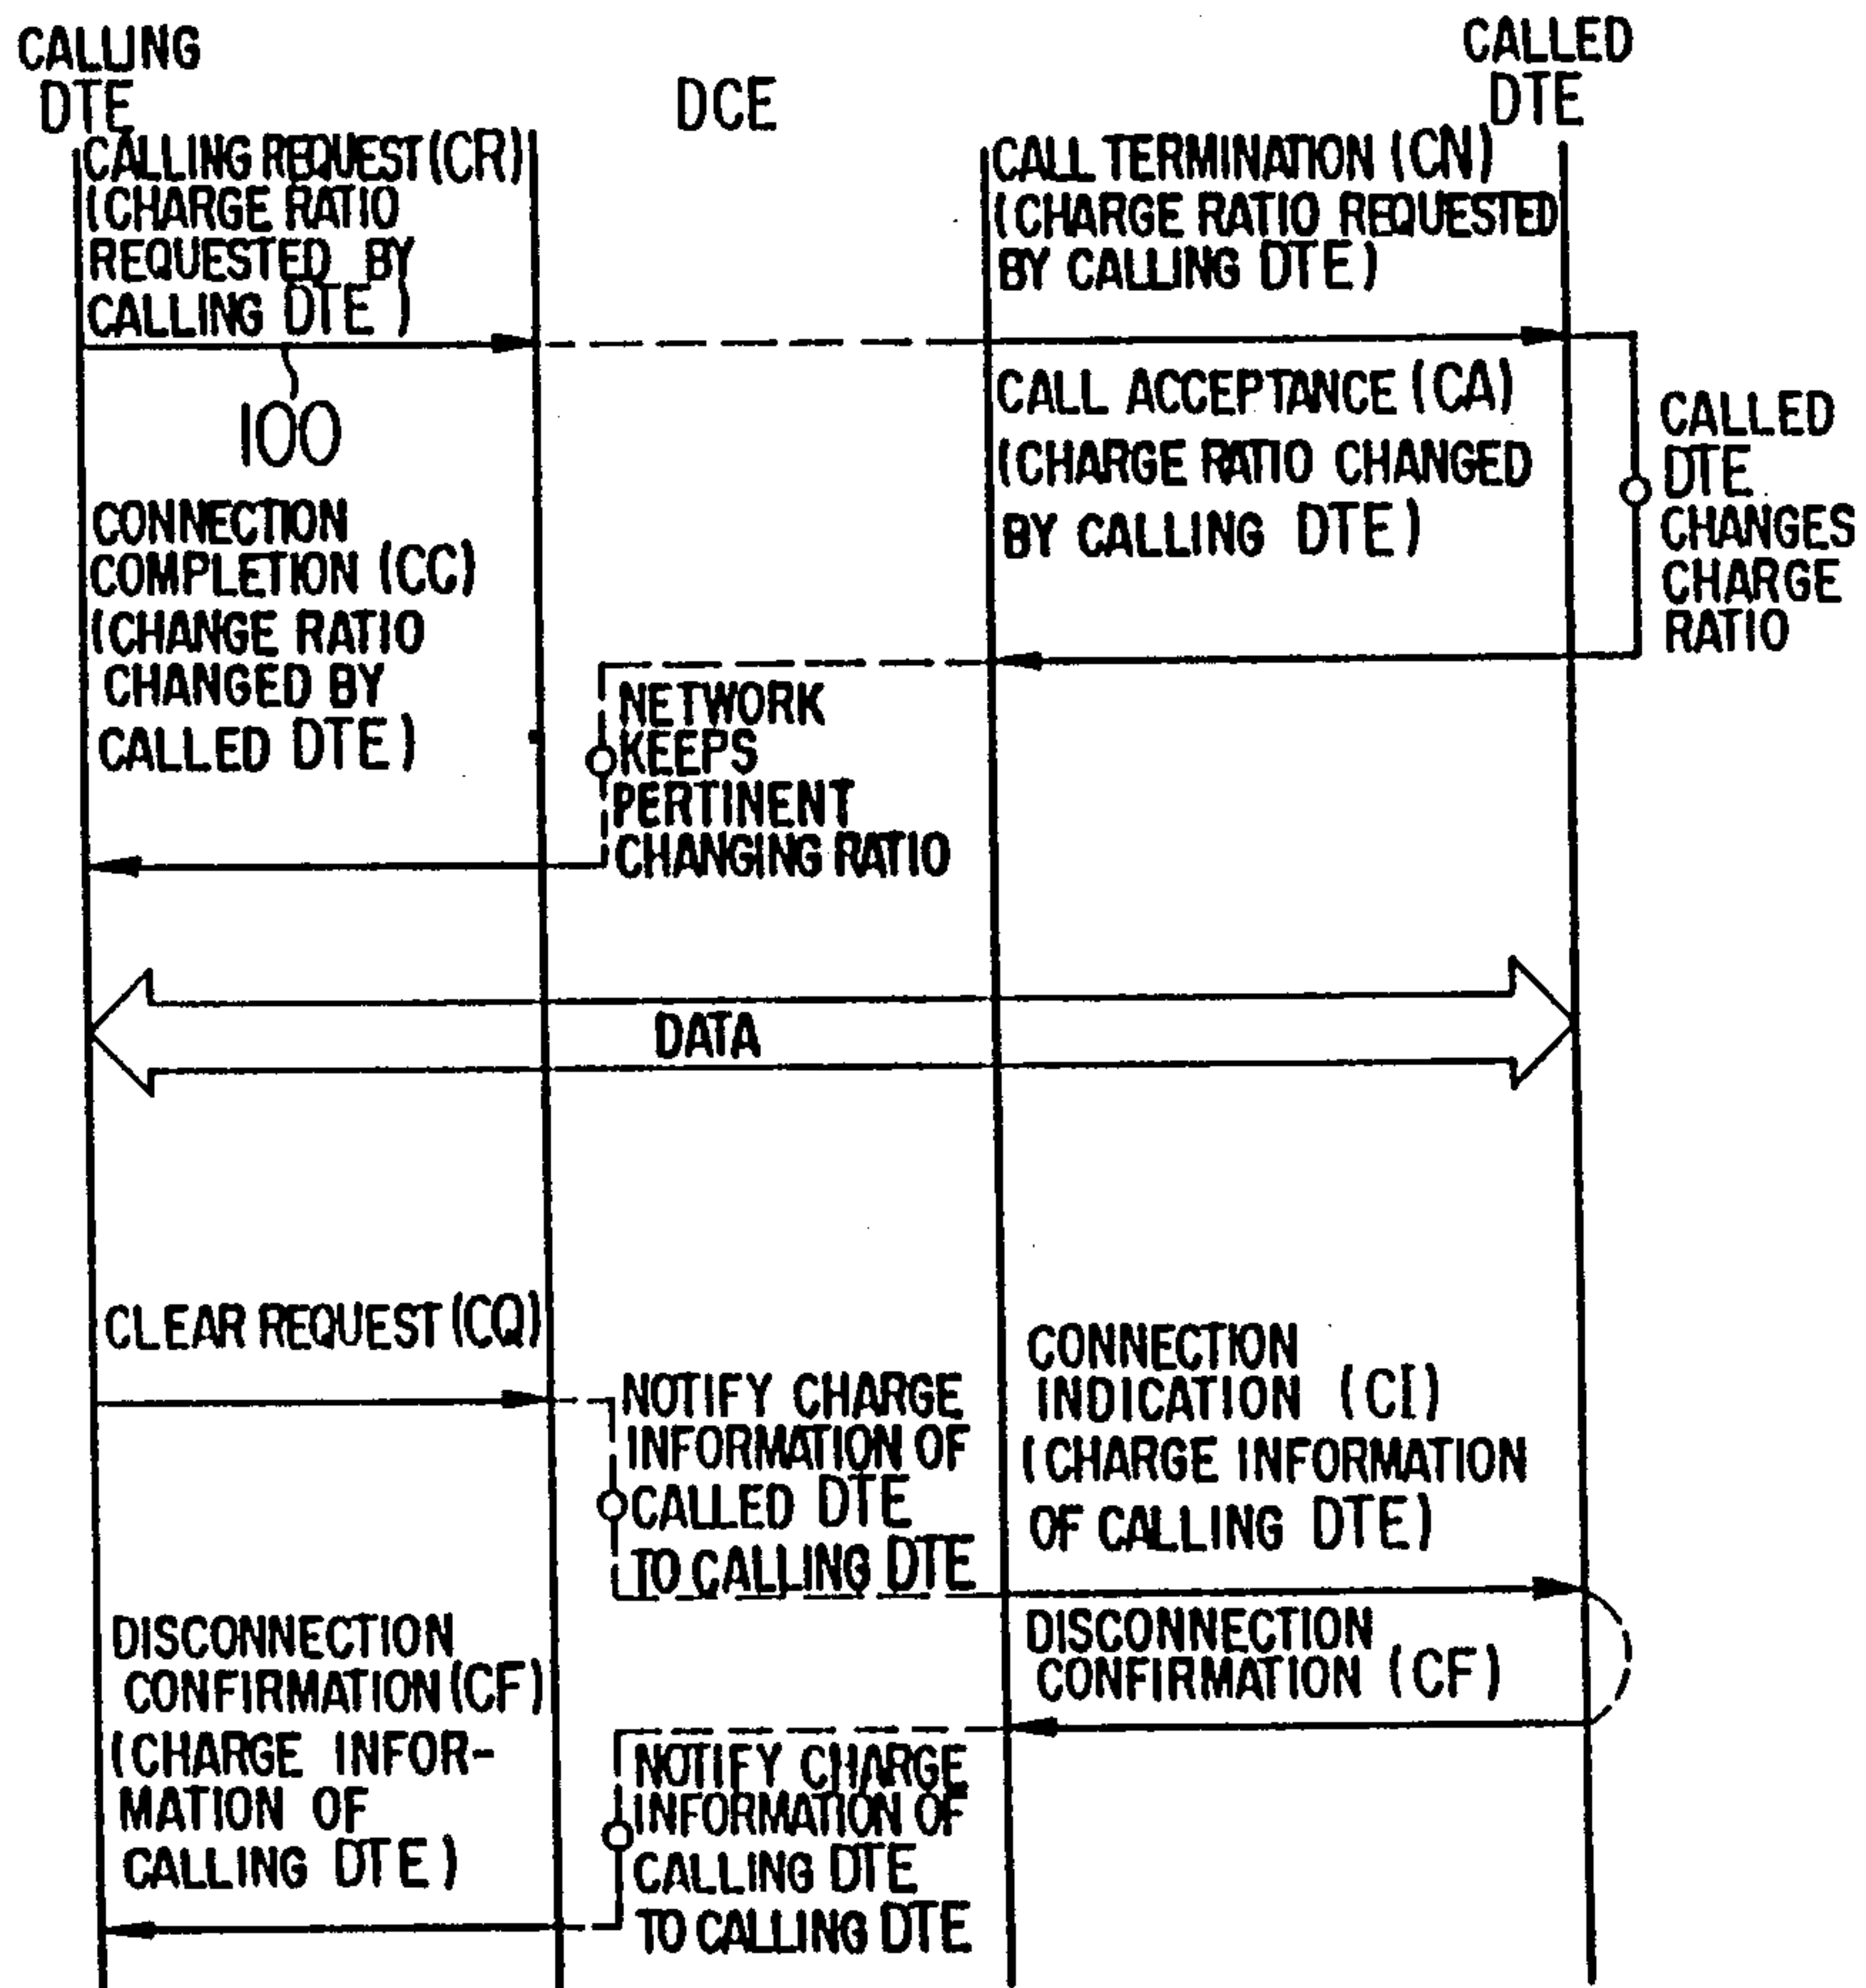 CALLING
DTE
DCE
CALLED
DTE
CALLING REQUEST (CR)
(CHARGE RATIO
REQUESTED BY
CALLING DTE)
100
CALL TERMINATION (CN)
(CHARGE RATIO REQUESTED
BY CALLING DTE)
CALL ACCEPTANCE (CA)
(CHARGE RATIO CHANGED
BY CALLING DTE)
CALLED
DTE
CHANGES
CHARGE
RATIO
CONNECTION
COMPLETION (CC)
(CHANGE RATIO
CHANGED BY
CALLED DTE)
NETWORK
KEEPS
PERTINENT
CHANGING RATIO
DATA
CLEAR REQUEST (CQ)
NOTIFY CHARGE
INFORMATION OF
CALLED DTE
TO CALLING DTE
CONNECTION
INDICATION (CI)
(CHARGE INFORMATION
OF CALLING DTE)
DISCONNECTION
CONFIRMATION (CF)
DISCONNECTION
CONFIRMATION (CF)
(CHARGE INFOR-
MATION OF
CALLING DTE)
NOTIFY CHARGE
INFORMATION OF
CALLING DTE
TO CALLING DTE